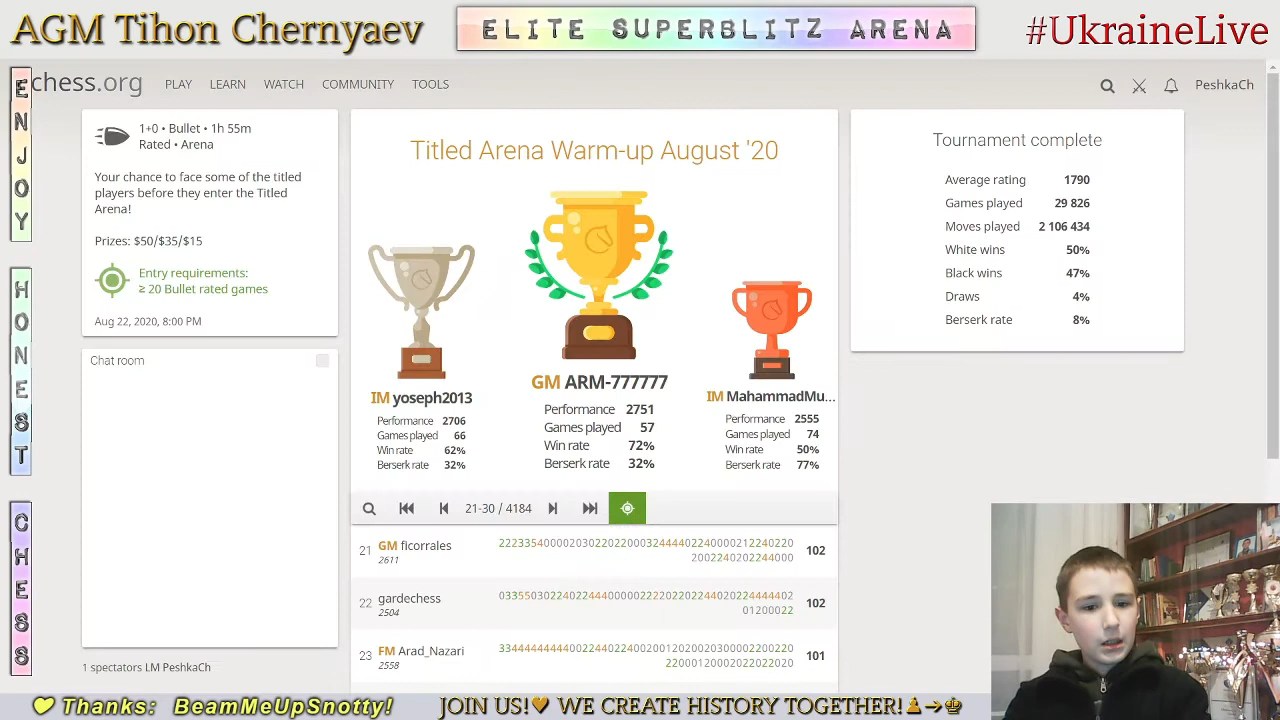 AGM Tihon Chernyaev
ELITE SUPERBLITZ ARENA
#UkraineLive
ENJOY
HONEST
CHESS
chess.org
PLAY
LEARN
WATCH
COMMUNITY
TOOLS
PeshkaCh
1+0 • Bullet • 1h 55m
Rated • Arena
Your chance to face some of the titled
players before they enter the Titled
Arena!
Prizes: $50/$35/$15
Entry requirements:
≥ 20 Bullet rated games
Aug 22, 2020, 8:00 PM
Chat room
1 spectators LM PeshkaCh
Titled Arena Warm-up August '20
IM yoseph2013
Performance 2706
Games played 66
Win rate 62%
Berserk rate 32%
GM ARM-777777
Performance 2751
Games played 57
Win rate 72%
Berserk rate 32%
IM MahammadMu...
Performance 2555
Games played 74
Win rate 50%
Berserk rate 77%
21-30 / 4184
21 GM ficorrales 102
2611
22 gardechess 102
2504
23 FM Arad_Nazari 101
2558
Tournament complete
Average rating 1790
Games played 29 826
Moves played 2 106 434
White wins 50%
Black wins 47%
Draws 4%
Berserk rate 8%
Thanks: BeamMeUpSnotty!
JOIN US! WE CREATE HISTORY TOGETHER!